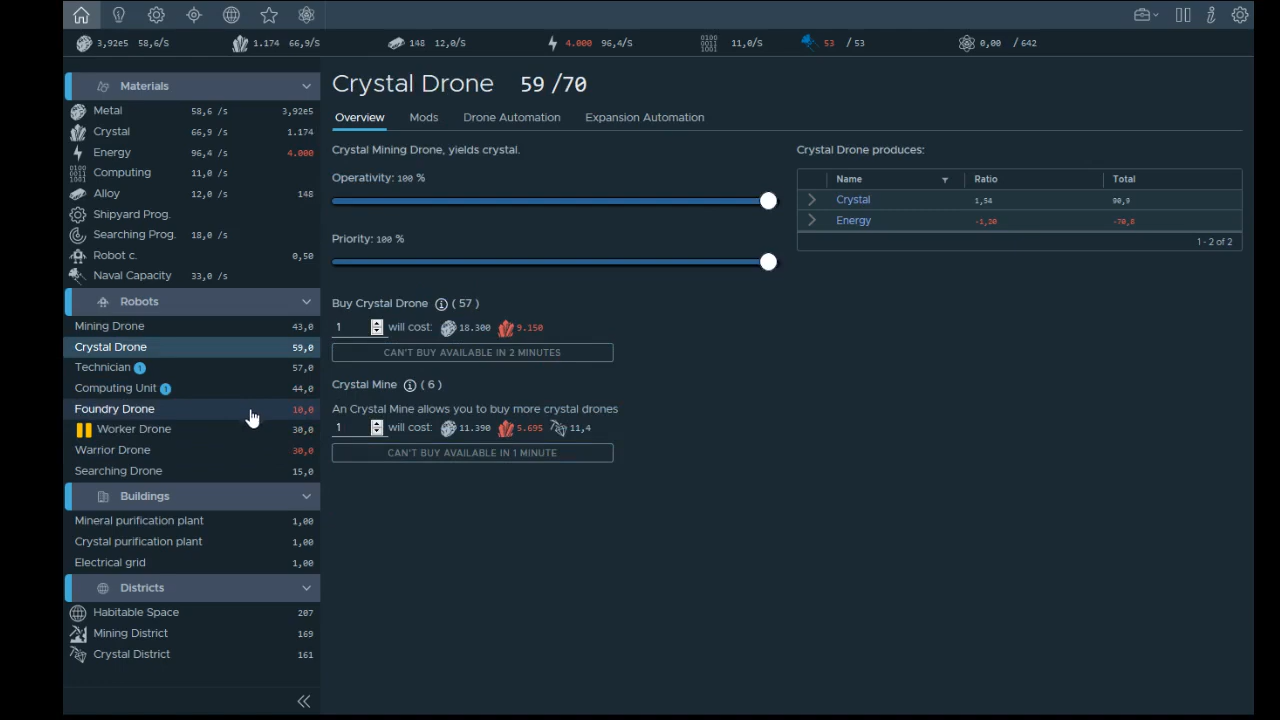 3,92e5 58,6/S 1.174 66,9/S 148 12,0/S 4.000 96,4/S 11,0/S 53 / 53 0,00 / 642
Materials
Metal 58,6 /s 3,92e5
Crystal 66,9 /s 1.174
Energy 96,4 /s 4.000
Computing 11,0 /s
Alloy 12,0 /s 148
Shipyard Prog.
Searching Prog. 18,0 /s
Robot c. 0,50
Naval Capacity 33,0 /s
Robots
Mining Drone 43,0
Crystal Drone 59,0
Technician 1 57,0
Computing Unit 1 44,0
Foundry Drone 10,0
Worker Drone 30,0
Warrior Drone 30,0
Searching Drone 15,0
Buildings
Mineral purification plant 1,00
Crystal purification plant 1,00
Electrical grid 1,00
Districts
Habitable Space 207
Mining District 169
Crystal District 161
Crystal Drone 59 /70
Overview Mods Drone Automation Expansion Automation
Crystal Mining Drone, yields crystal.
Operativity: 100 %
Priority: 100 %
Buy Crystal Drone ( 57 )
1 will cost: 18.300 9.150
CAN'T BUY AVAILABLE IN 2 MINUTES
Crystal Mine ( 6 )
An Crystal Mine allows you to buy more crystal drones
1 will cost: 11.390 5.695 11,4
CAN'T BUY AVAILABLE IN 1 MINUTE
Crystal Drone produces:
Name Ratio Total
Crystal 1,54 90,9
Energy -1,20 -70,8
1 - 2 of 2